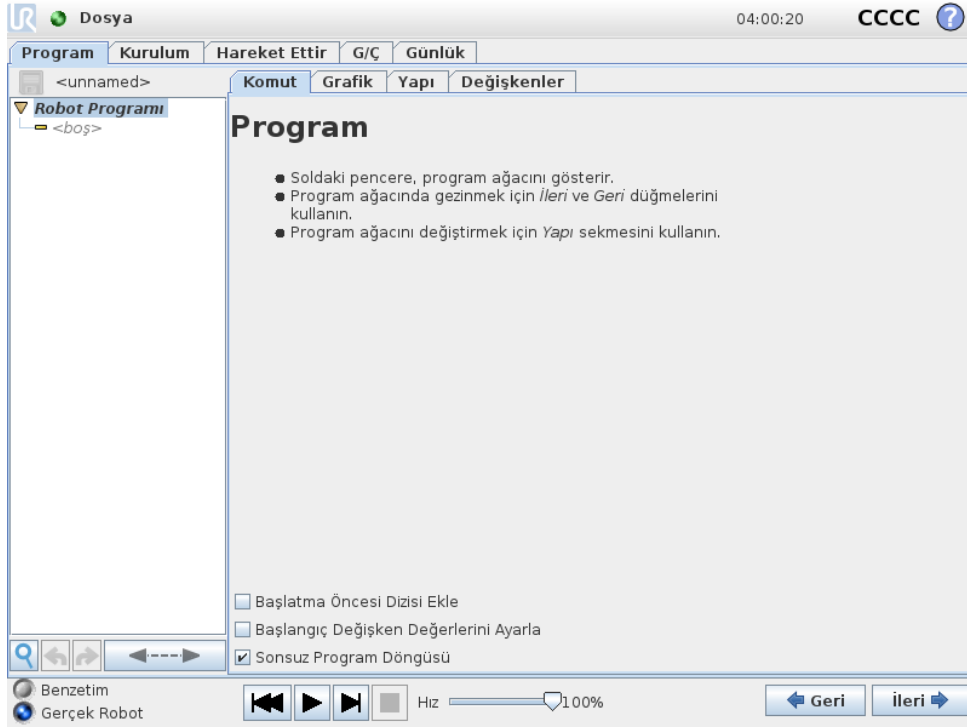 UR Dosya 04:00:20 CCCC ?
Program Kurulum Hareket Ettir G/Ç Günlük
<unnamed> Komut Grafik Yapı Değişkenler
Robot Programı
<boş>
Program
Soldaki pencere, program ağacını gösterir.
Program ağacında gezinmek için İleri ve Geri düğmelerini
kullanın.
Program ağacını değiştirmek için Yapı sekmesini kullanın.
Başlatma Öncesi Dizisi Ekle
Başlangıç Değişken Değerlerini Ayarla
Sonsuz Program Döngüsü
Benzetim
Gerçek Robot
Hız 100% Geri İleri